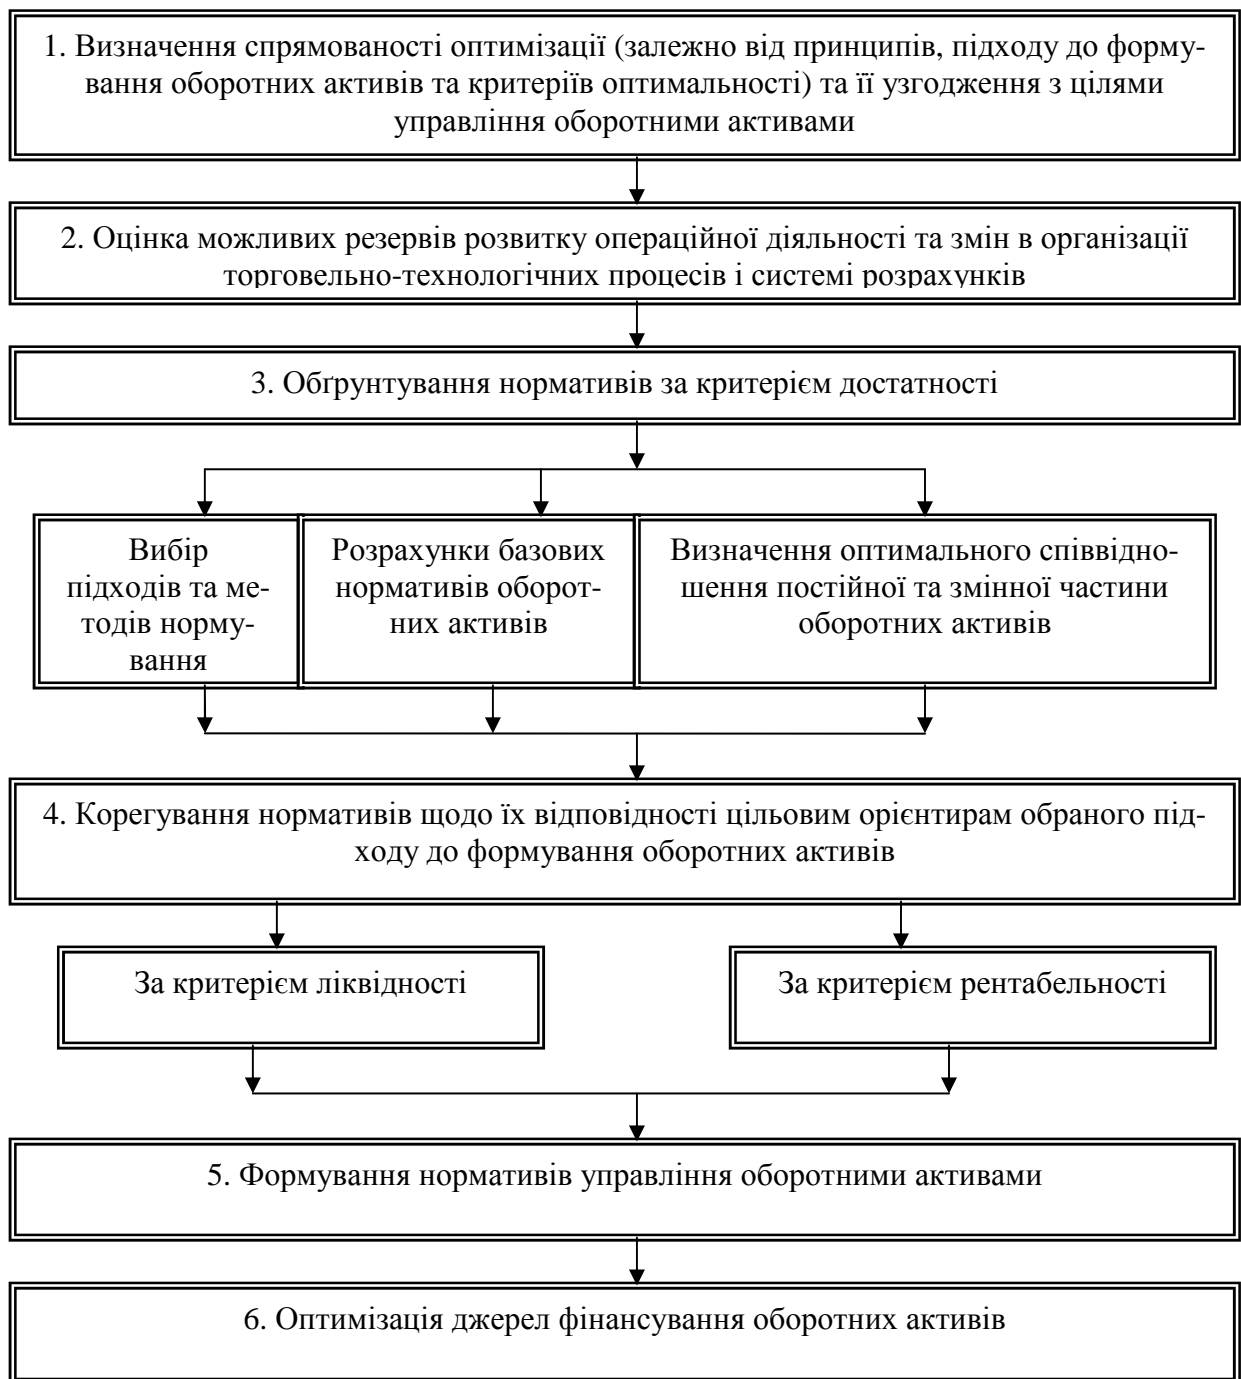 1. Визначення спрямованості оптимізації (залежно від принципів, підходу до форму-
вання оборотних активів та критеріїв оптимальності) та її узгодження з цілями
управління оборотними активами
2. Оцінка можливих резервів розвитку операційної діяльності та змін в організації
торговельно-технологічних процесів і системі розрахунків
3. Обґрунтування нормативів за критерієм достатності
Вибір
підходів та ме-
тодів норму-
вання
Розрахунки базових
нормативів оборот-
них активів
Визначення оптимального співвідно-
шення постійної та змінної частини
оборотних активів
4. Корегування нормативів щодо їх відповідності цільовим орієнтирам обраного під-
ходу до формування оборотних активів
За критерієм ліквідності
За критерієм рентабельності
5. Формування нормативів управління оборотними активами
6. Оптимізація джерел фінансування оборотних активів